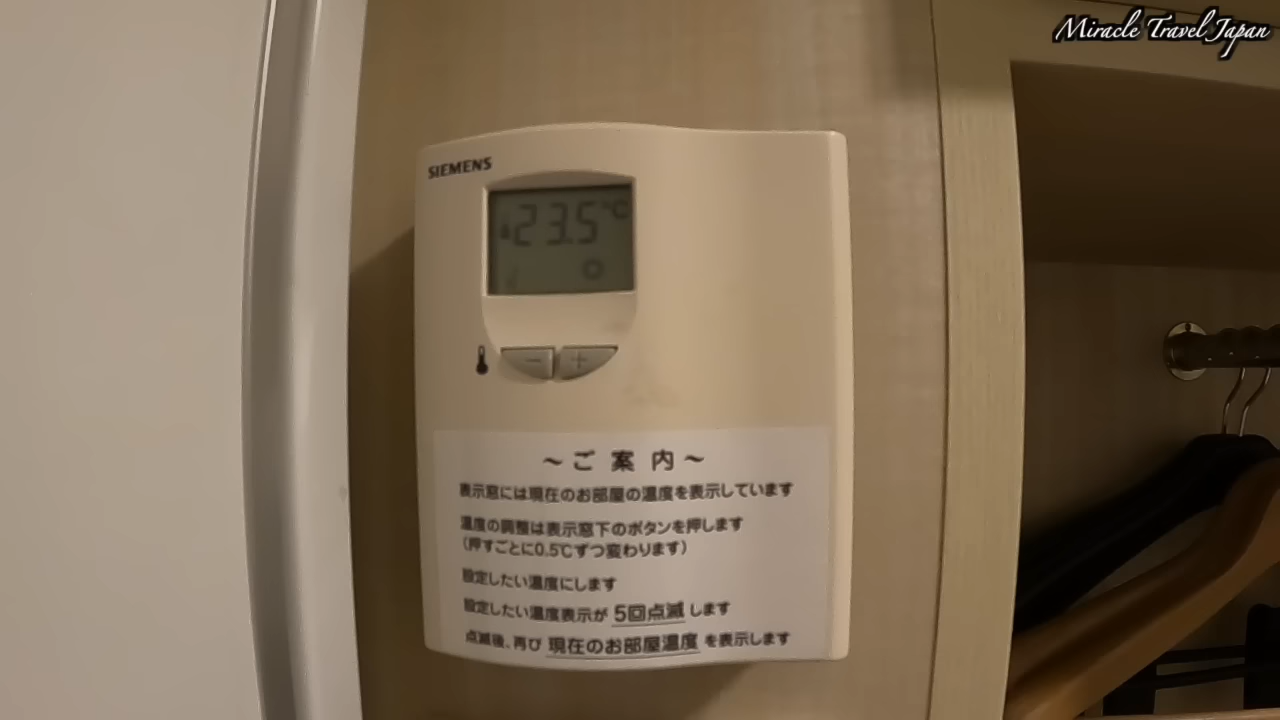 Miracle Travel Japan
SIEMENS
23.5°C
− +
～ご案内～
表示窓には現在のお部屋の温度を表示しています
温度の調整は表示窓下のボタンを押します
（押すごとに0.5℃ずつ変わります）
設定したい温度にします
設定したい温度表示が 5回点滅 します
点滅後、再び 現在のお部屋温度 を表示します